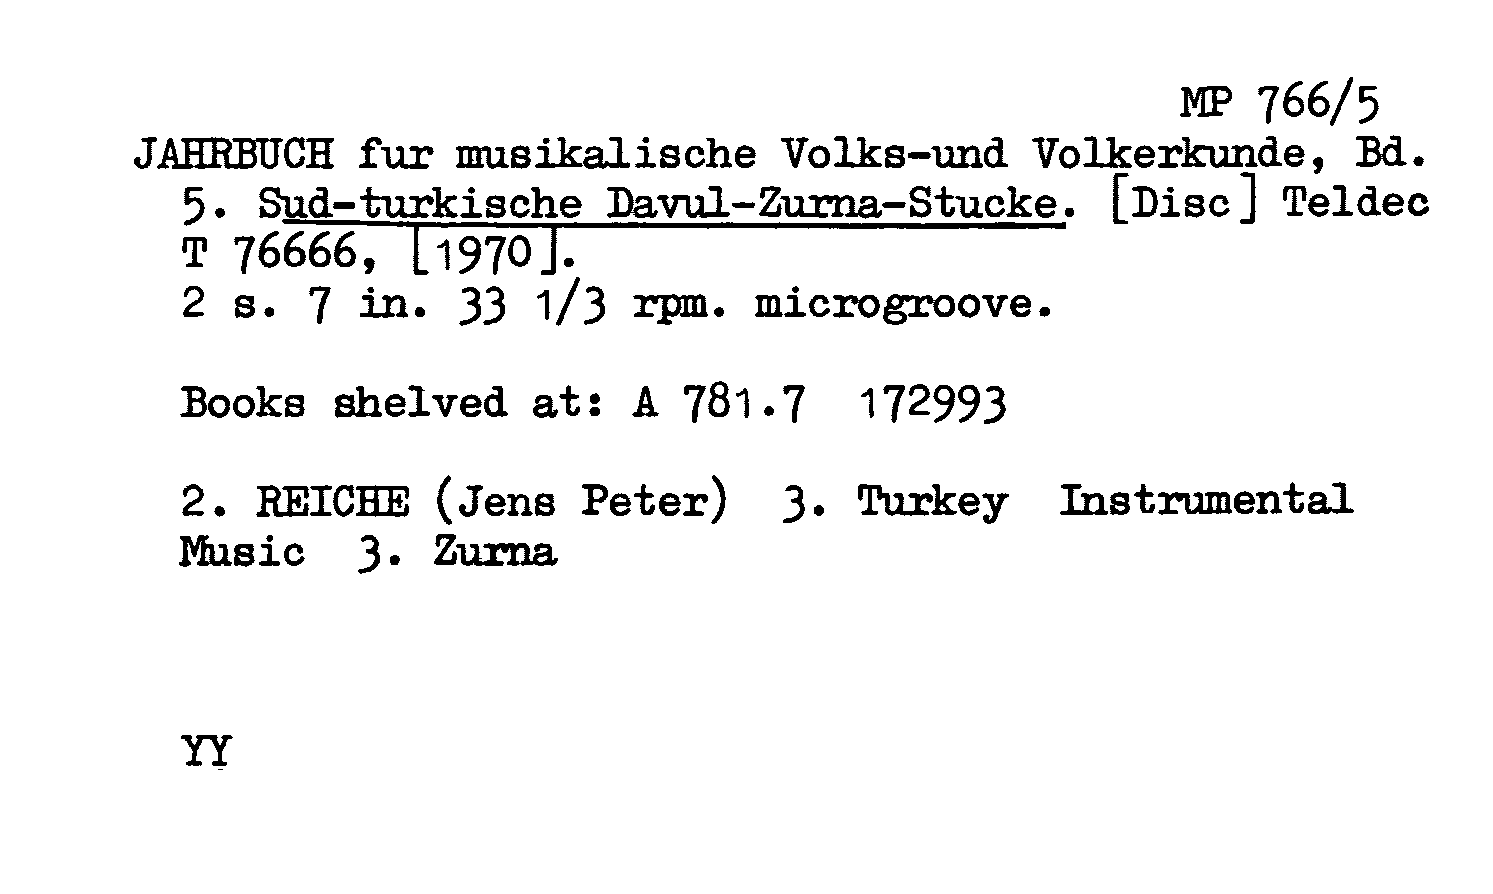 MP 766/5
JAHRBUCH fur musikalische Volks-und Volkerkunde, Bd.
5. Sud-turkische Davul-Zurna-Stucke. [Disc] Teldec
T 76666, [1970].
2 s. 7 in. 33 1/3 rpm. microgroove.
Books shelved at: A 781.7 172993
2. REICHE (Jens Peter) 3. Turkey Instrumental
Music 3. Zurna
YY